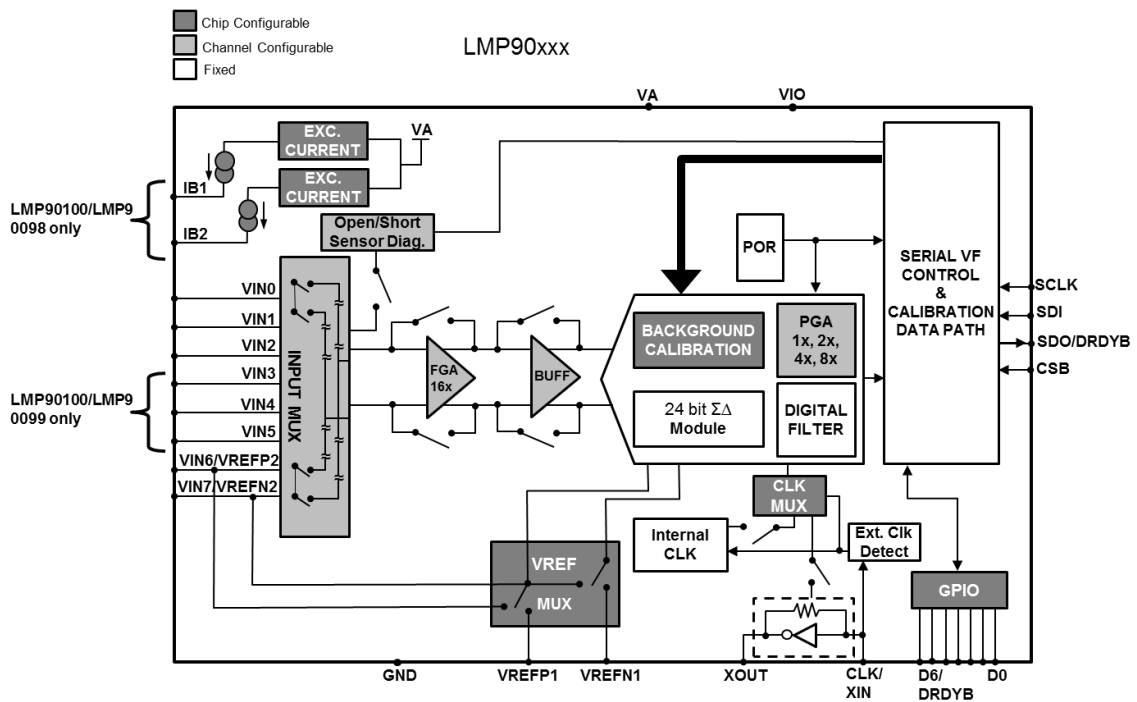 Chip Configurable
Channel Configurable
Fixed
LMP90xxx
VA
VIO
EXC.
CURRENT
VA
EXC.
CURRENT
IB1
LMP90100/LMP9
0098 only
IB2
Open/Short
Sensor Diag.
POR
SERIAL VF
CONTROL
&
CALIBRATION
DATA PATH
SCLK
SDI
SDO/DRDYB
CSB
VIN0
VIN1
VIN2
VIN3
LMP90100/LMP9
0099 only
VIN4
VIN5
VIN6/VREFP2
VIN7/VREFN2
INPUT MUX
FGA
16x
BUFF
BACKGROUND
CALIBRATION
PGA
1x, 2x,
4x, 8x
24 bit ΣΔ
Module
DIGITAL
FILTER
CLK
MUX
Internal
CLK
Ext. Clk
Detect
VREF
MUX
GPIO
GND
VREFP1
VREFN1
XOUT
CLK/
XIN
D6/
DRDYB
D0